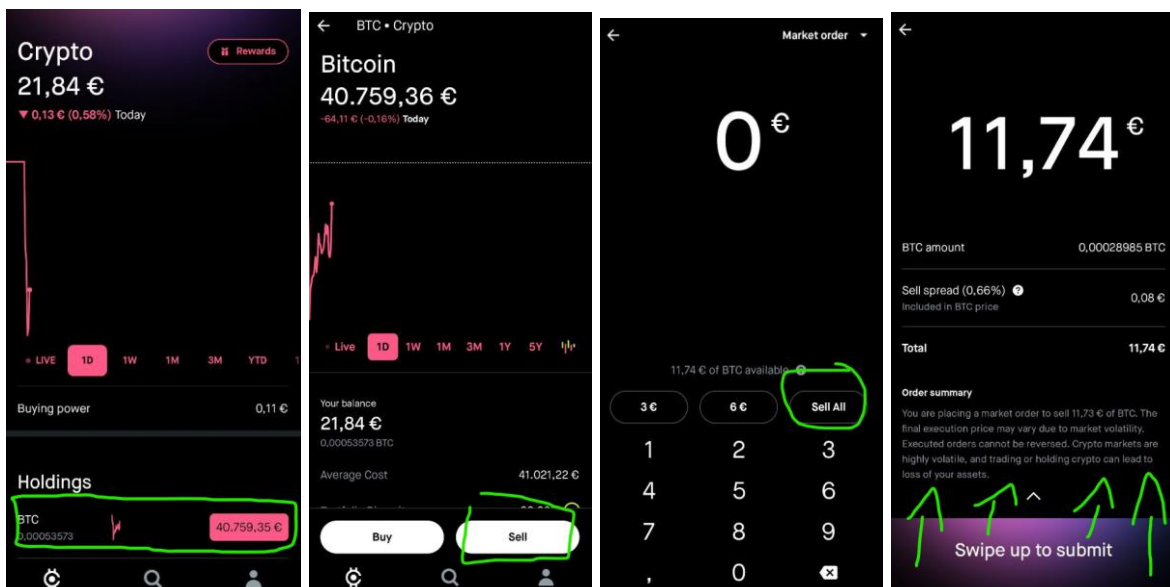 Crypto
Rewards
21,84 €
▼ 0,13 € (0,58%) Today
LIVE 1D 1W 1M 3M YTD
Buying power 0,11 €
Holdings
BTC
0,00053573
40.759,35 €
BTC • Crypto
Bitcoin
40.759,36 €
-64,11 € (-0,16%) Today
Live 1D 1W 1M 3M 1Y 5Y
Your balance
21,84 €
0,00053573 BTC
Average Cost 41.021,22 €
Buy Sell
Market order
0 €
11,74 € of BTC available
3 € 6 € Sell All
1 2 3
4 5 6
7 8 9
, 0
11,74 €
BTC amount 0,00028985 BTC
Sell spread (0,66%)
Included in BTC price
0,08 €
Total 11,74 €
Order summary
You are placing a market order to sell 11,73 € of BTC. The
final execution price may vary due to market volatility.
Executed orders cannot be reversed. Crypto markets are
highly volatile, and trading or holding crypto can lead to
loss of your assets.
Swipe up to submit